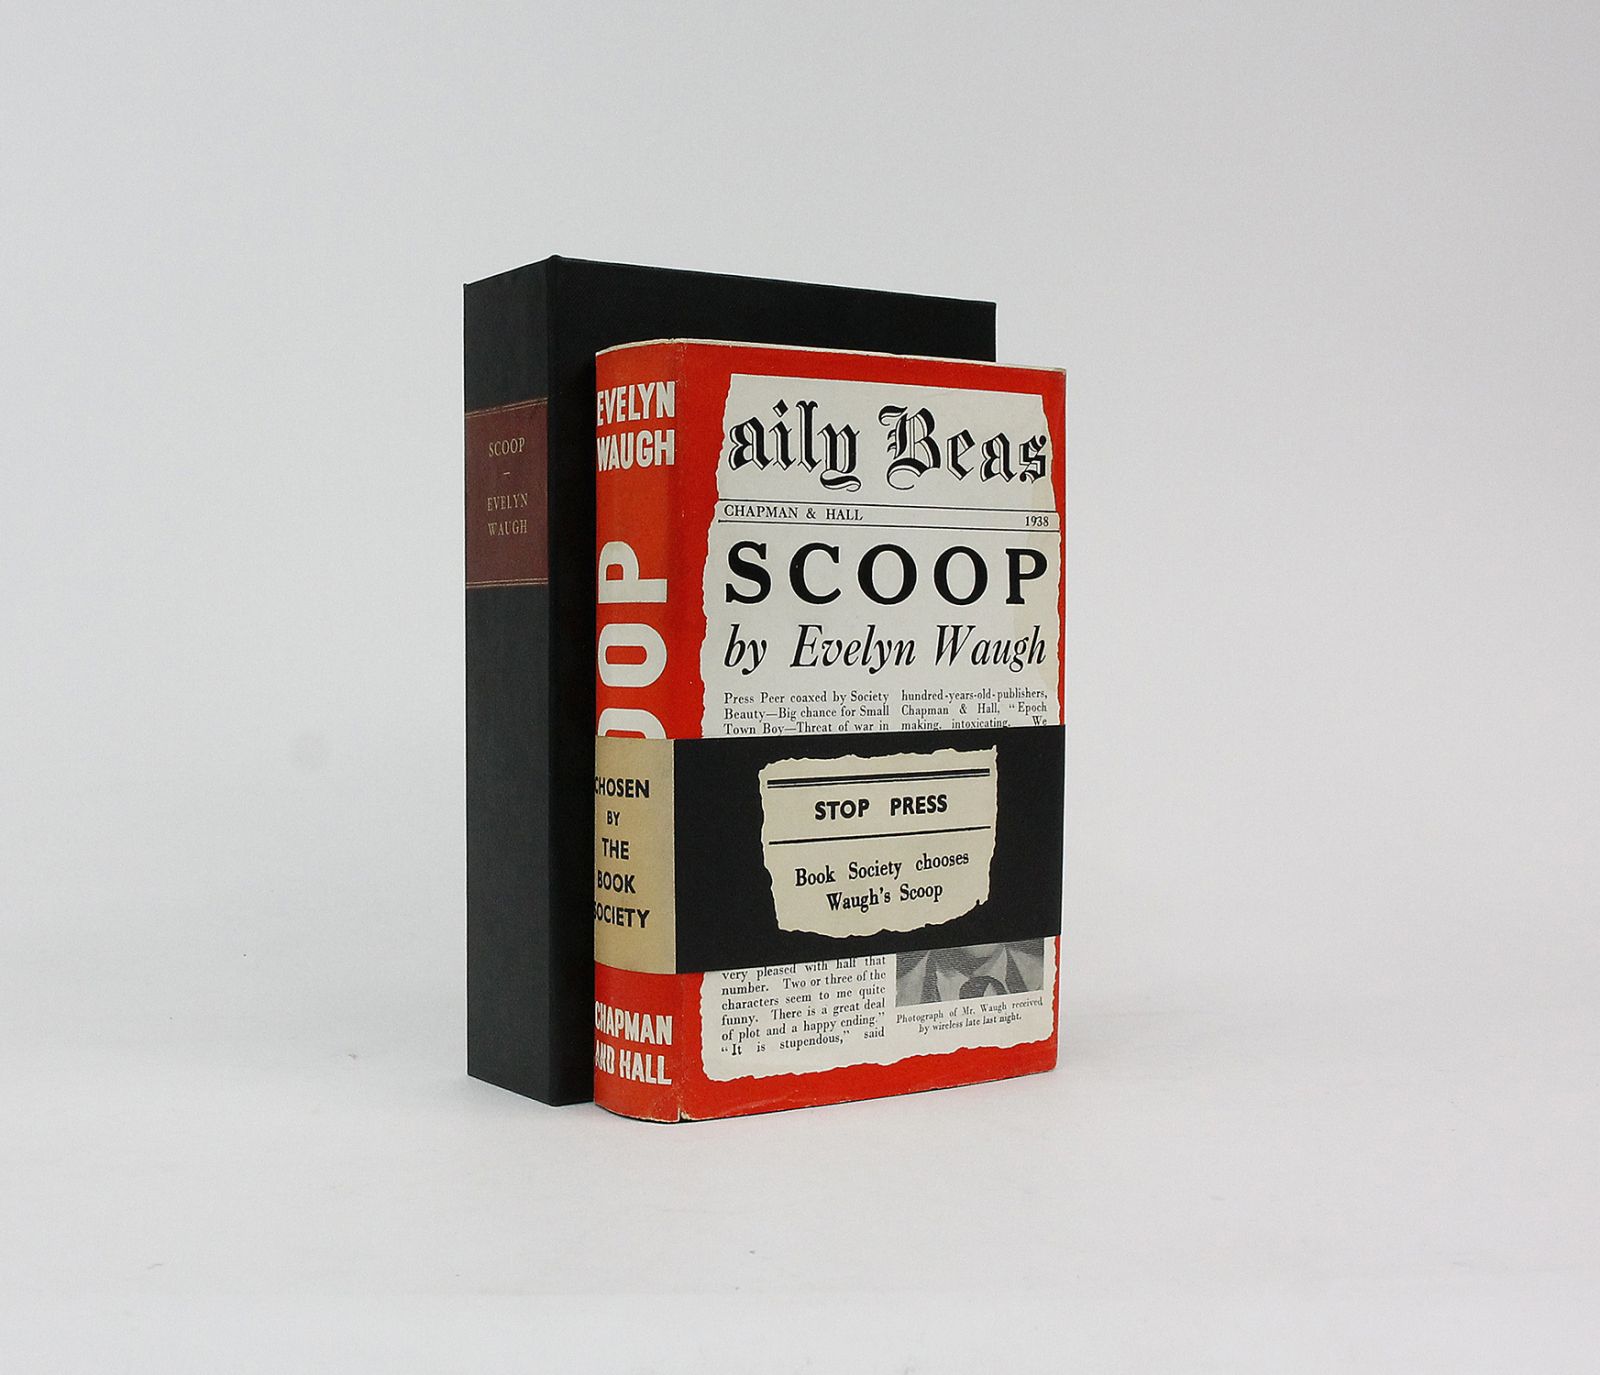 SCOOP
–
EVELYN
WAUGH
EVELYN
WAUGH
OOP
CHOSEN
BY
THE
BOOK
SOCIETY
CHAPMAN
AND HALL
aily Beas
CHAPMAN & HALL 1938
SCOOP
by Evelyn Waugh
Press Peer coaxed by Society
Beauty—Big chance for Small
Town Boy—Threat of war in
hundred-years-old-publishers,
Chapman & Hall, “Epoch
making, intoxicating. We
STOP PRESS
Book Society chooses
Waugh's Scoop
very pleased with half that
number. Two or three of the
characters seem to me quite
funny. There is a great deal
of plot and a happy ending.”
“It is stupendous,” said
Photograph of Mr. Waugh received
by wireless late last night.